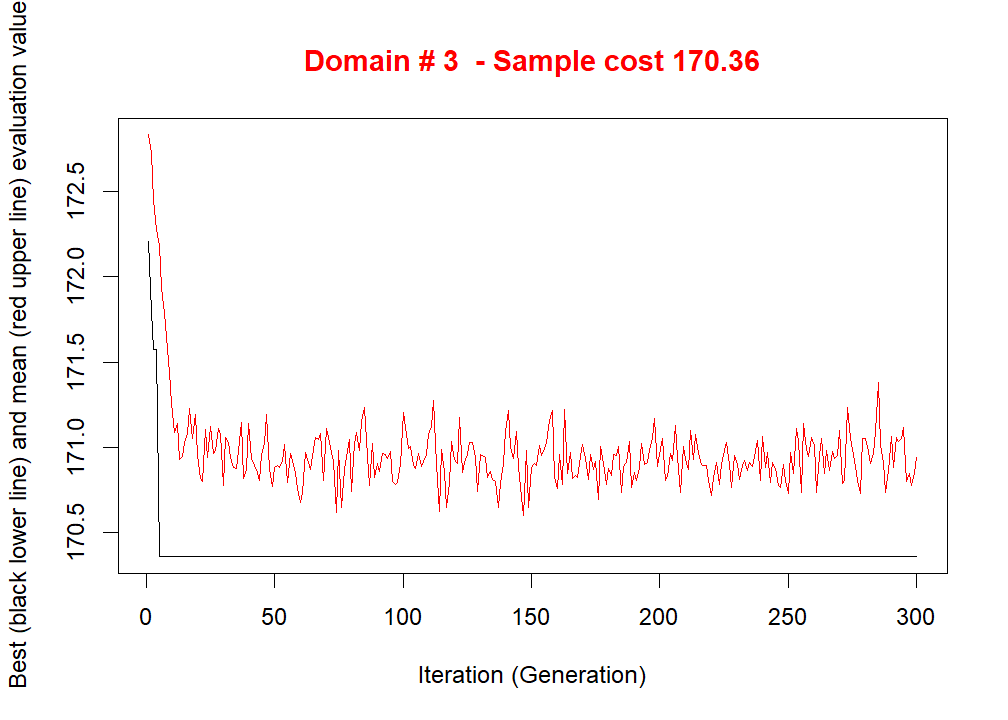 Domain # 3  - Sample cost 170.36
Best (black lower line) and mean (red upper line) evaluation value
172.5
172.0
171.5
171.0
170.5
0 50 100 150 200 250 300
Iteration (Generation)